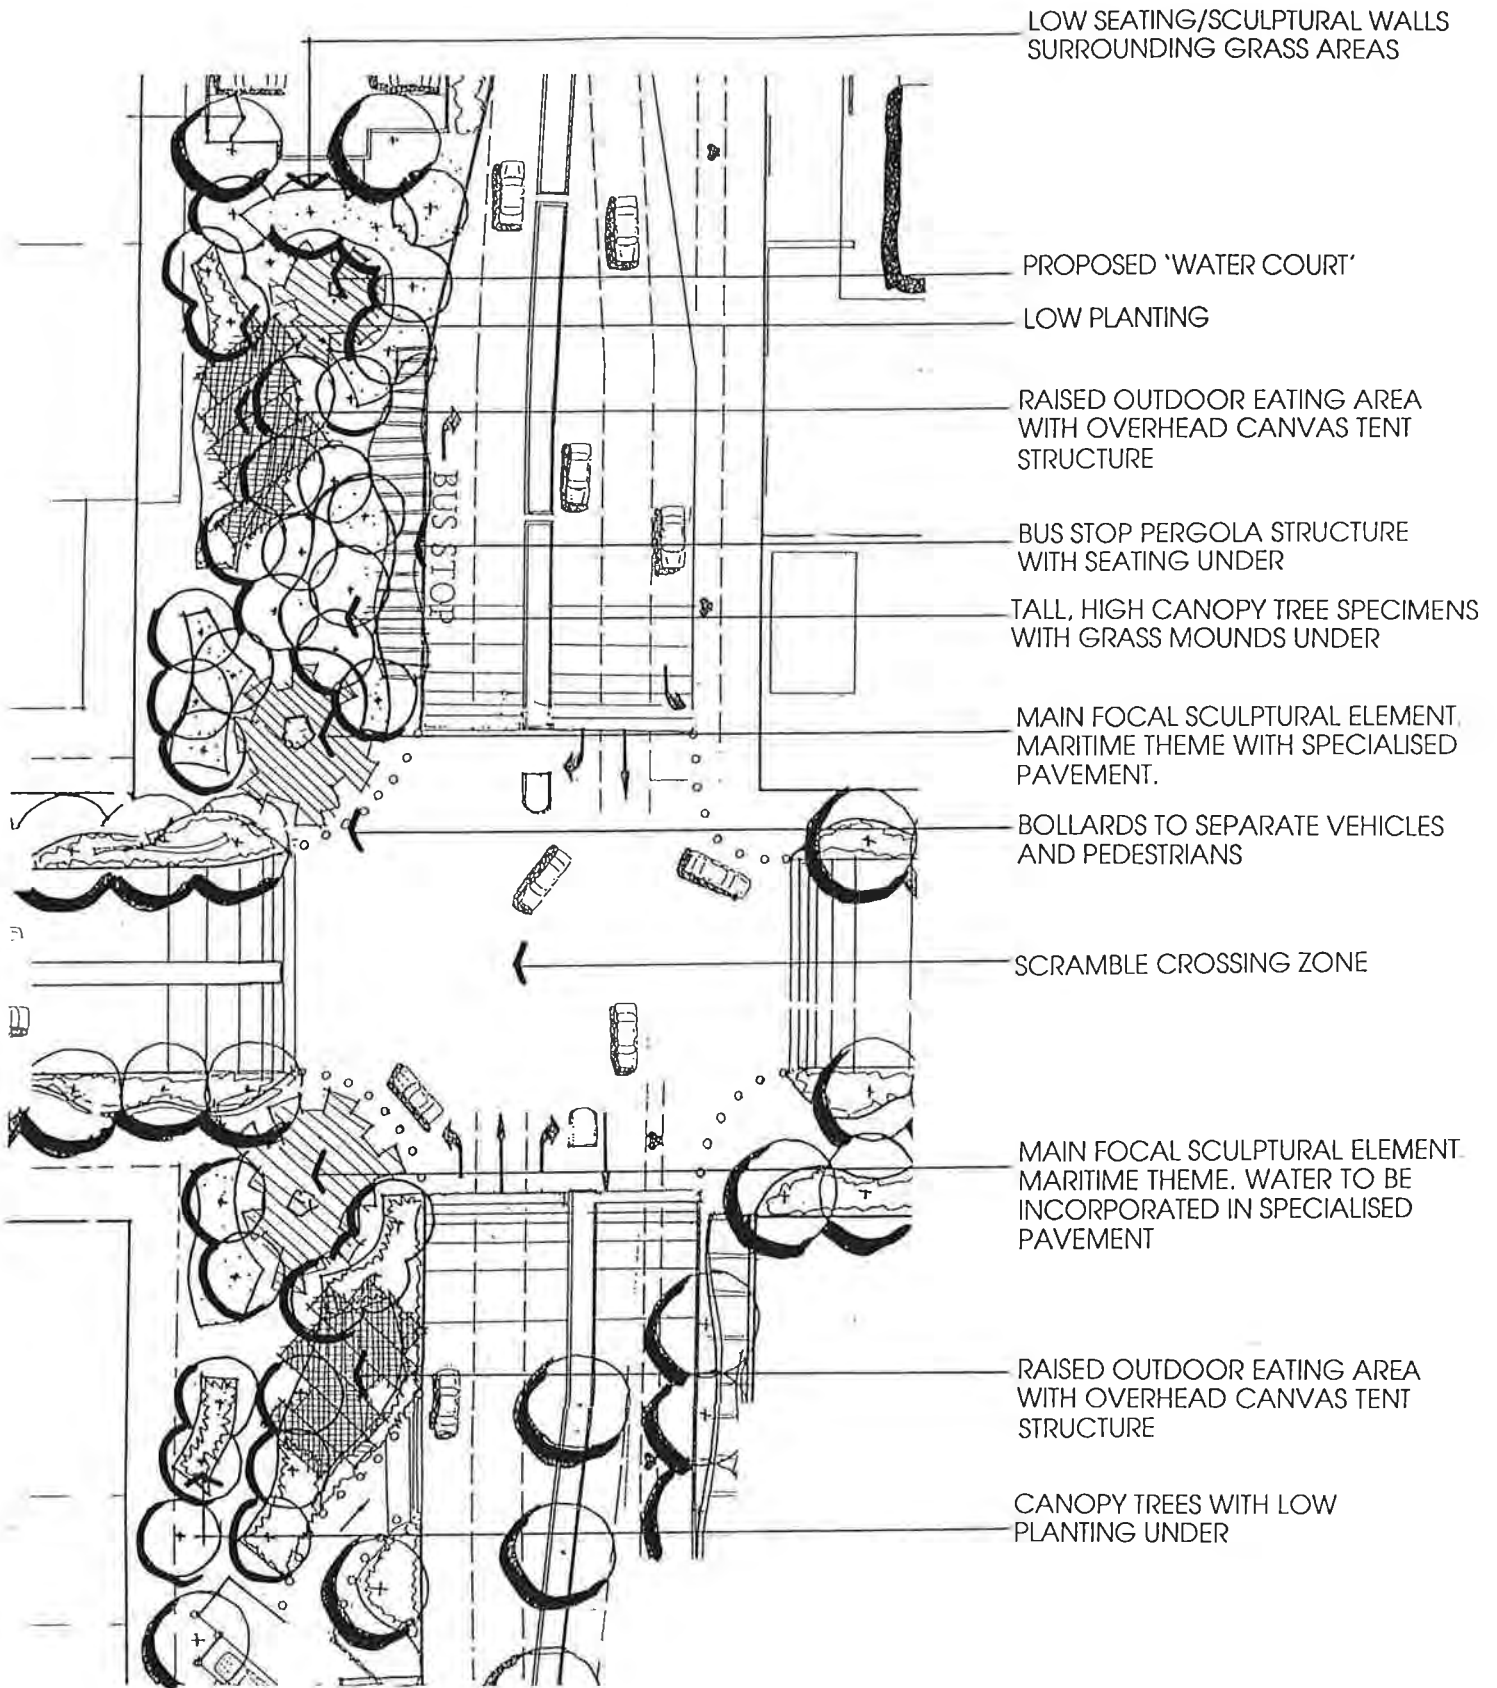 LOW SEATING/SCULPTURAL WALLS
SURROUNDING GRASS AREAS
PROPOSED 'WATER COURT'
LOW PLANTING
RAISED OUTDOOR EATING AREA
WITH OVERHEAD CANVAS TENT
STRUCTURE
BUS STOP
BUS STOP PERGOLA STRUCTURE
WITH SEATING UNDER
TALL, HIGH CANOPY TREE SPECIMENS
WITH GRASS MOUNDS UNDER
MAIN FOCAL SCULPTURAL ELEMENT.
MARITIME THEME WITH SPECIALISED
PAVEMENT.
BOLLARDS TO SEPARATE VEHICLES
AND PEDESTRIANS
SCRAMBLE CROSSING ZONE
MAIN FOCAL SCULPTURAL ELEMENT.
MARITIME THEME. WATER TO BE
INCORPORATED IN SPECIALISED
PAVEMENT
RAISED OUTDOOR EATING AREA
WITH OVERHEAD CANVAS TENT
STRUCTURE
CANOPY TREES WITH LOW
PLANTING UNDER